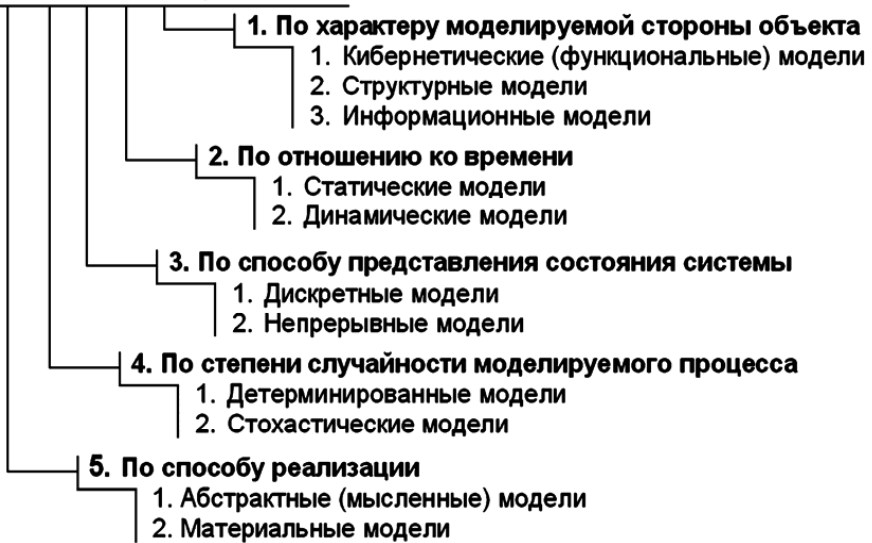 1. По характеру моделируемой стороны объекта
1. Кибернетические (функциональные) модели
2. Структурные модели
3. Информационные модели
2. По отношению ко времени
1. Статические модели
2. Динамические модели
3. По способу представления состояния системы
1. Дискретные модели
2. Непрерывные модели
4. По степени случайности моделируемого процесса
1. Детерминированные модели
2. Стохастические модели
5. По способу реализации
1. Абстрактные (мысленные) модели
2. Материальные модели